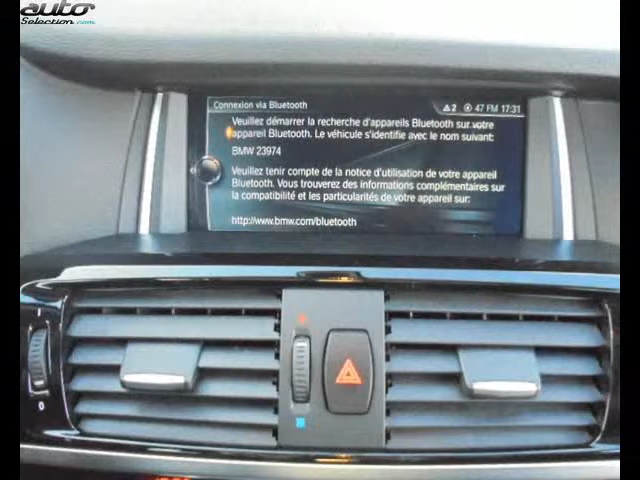 auto
Selection.com
Connexion via Bluetooth
2 47 FM 17:31
Veuillez démarrer la recherche d'appareils Bluetooth sur votre
appareil Bluetooth. Le véhicule s'identifie avec le nom suivant:
BMW 23974
Veuillez tenir compte de la notice d'utilisation de votre appareil
Bluetooth. Vous trouverez des informations complémentaires sur
la compatibilité et les particularités de votre appareil sur:
http://www.bmw.com/bluetooth
0